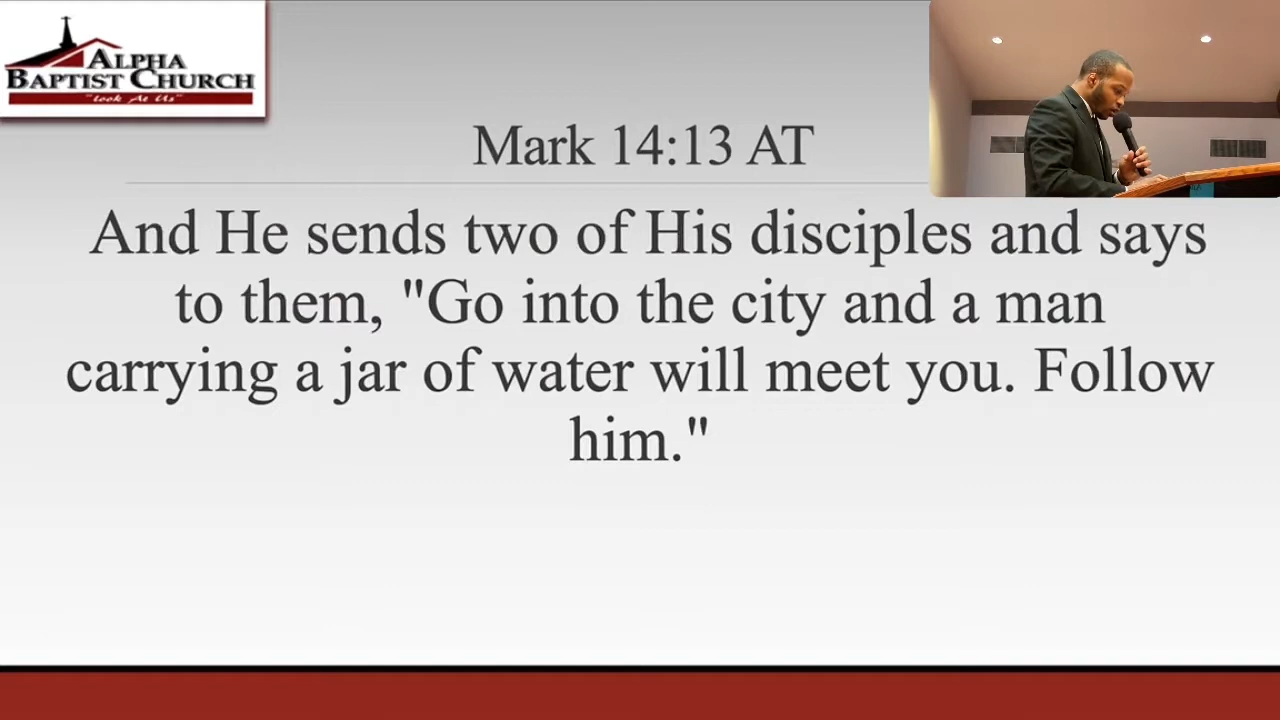 ALPHA
BAPTIST CHURCH
"Look At Us"
Mark 14:13 AT
And He sends two of His disciples and says
to them, "Go into the city and a man
carrying a jar of water will meet you. Follow
him."